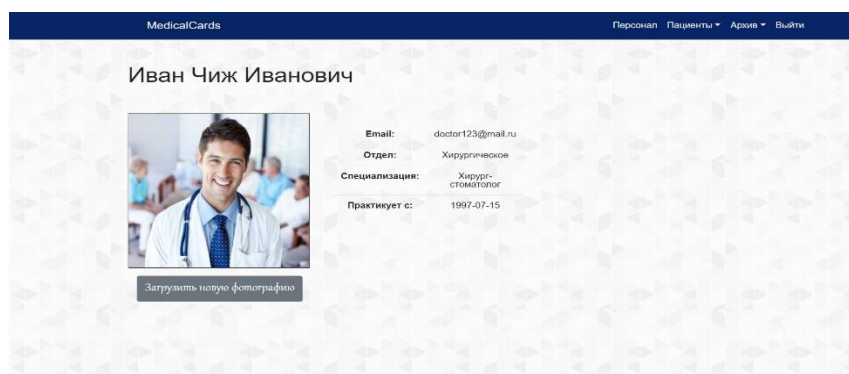 MedicalCards
Персонал Пациенты Архив Выйти
Иван Чиж Иванович
Email: doctor123@mail.ru
Отдел: Хирургическое
Специализация: Хирург-
стоматолог
Практикует с: 1997-07-15
Загрузить новую фотографию